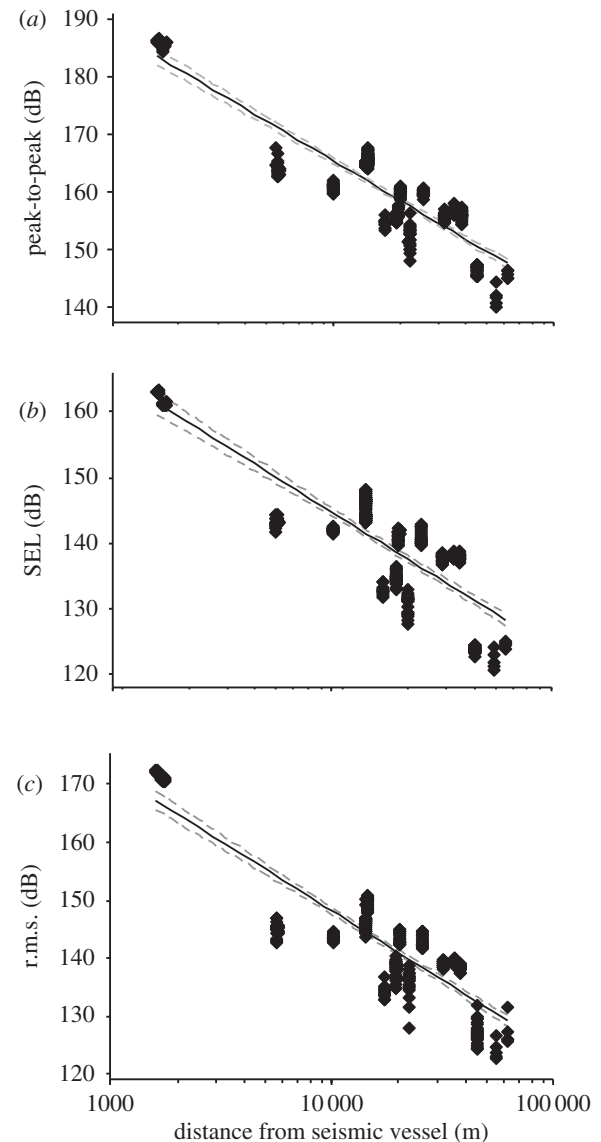 (a)
190
180
170
160
150
140
peak-to-peak (dB)
(b)
160
150
140
130
120
SEL (dB)
(c)
170
160
150
140
130
120
r.m.s. (dB)
1000
10 000
100 000
distance from seismic vessel (m)